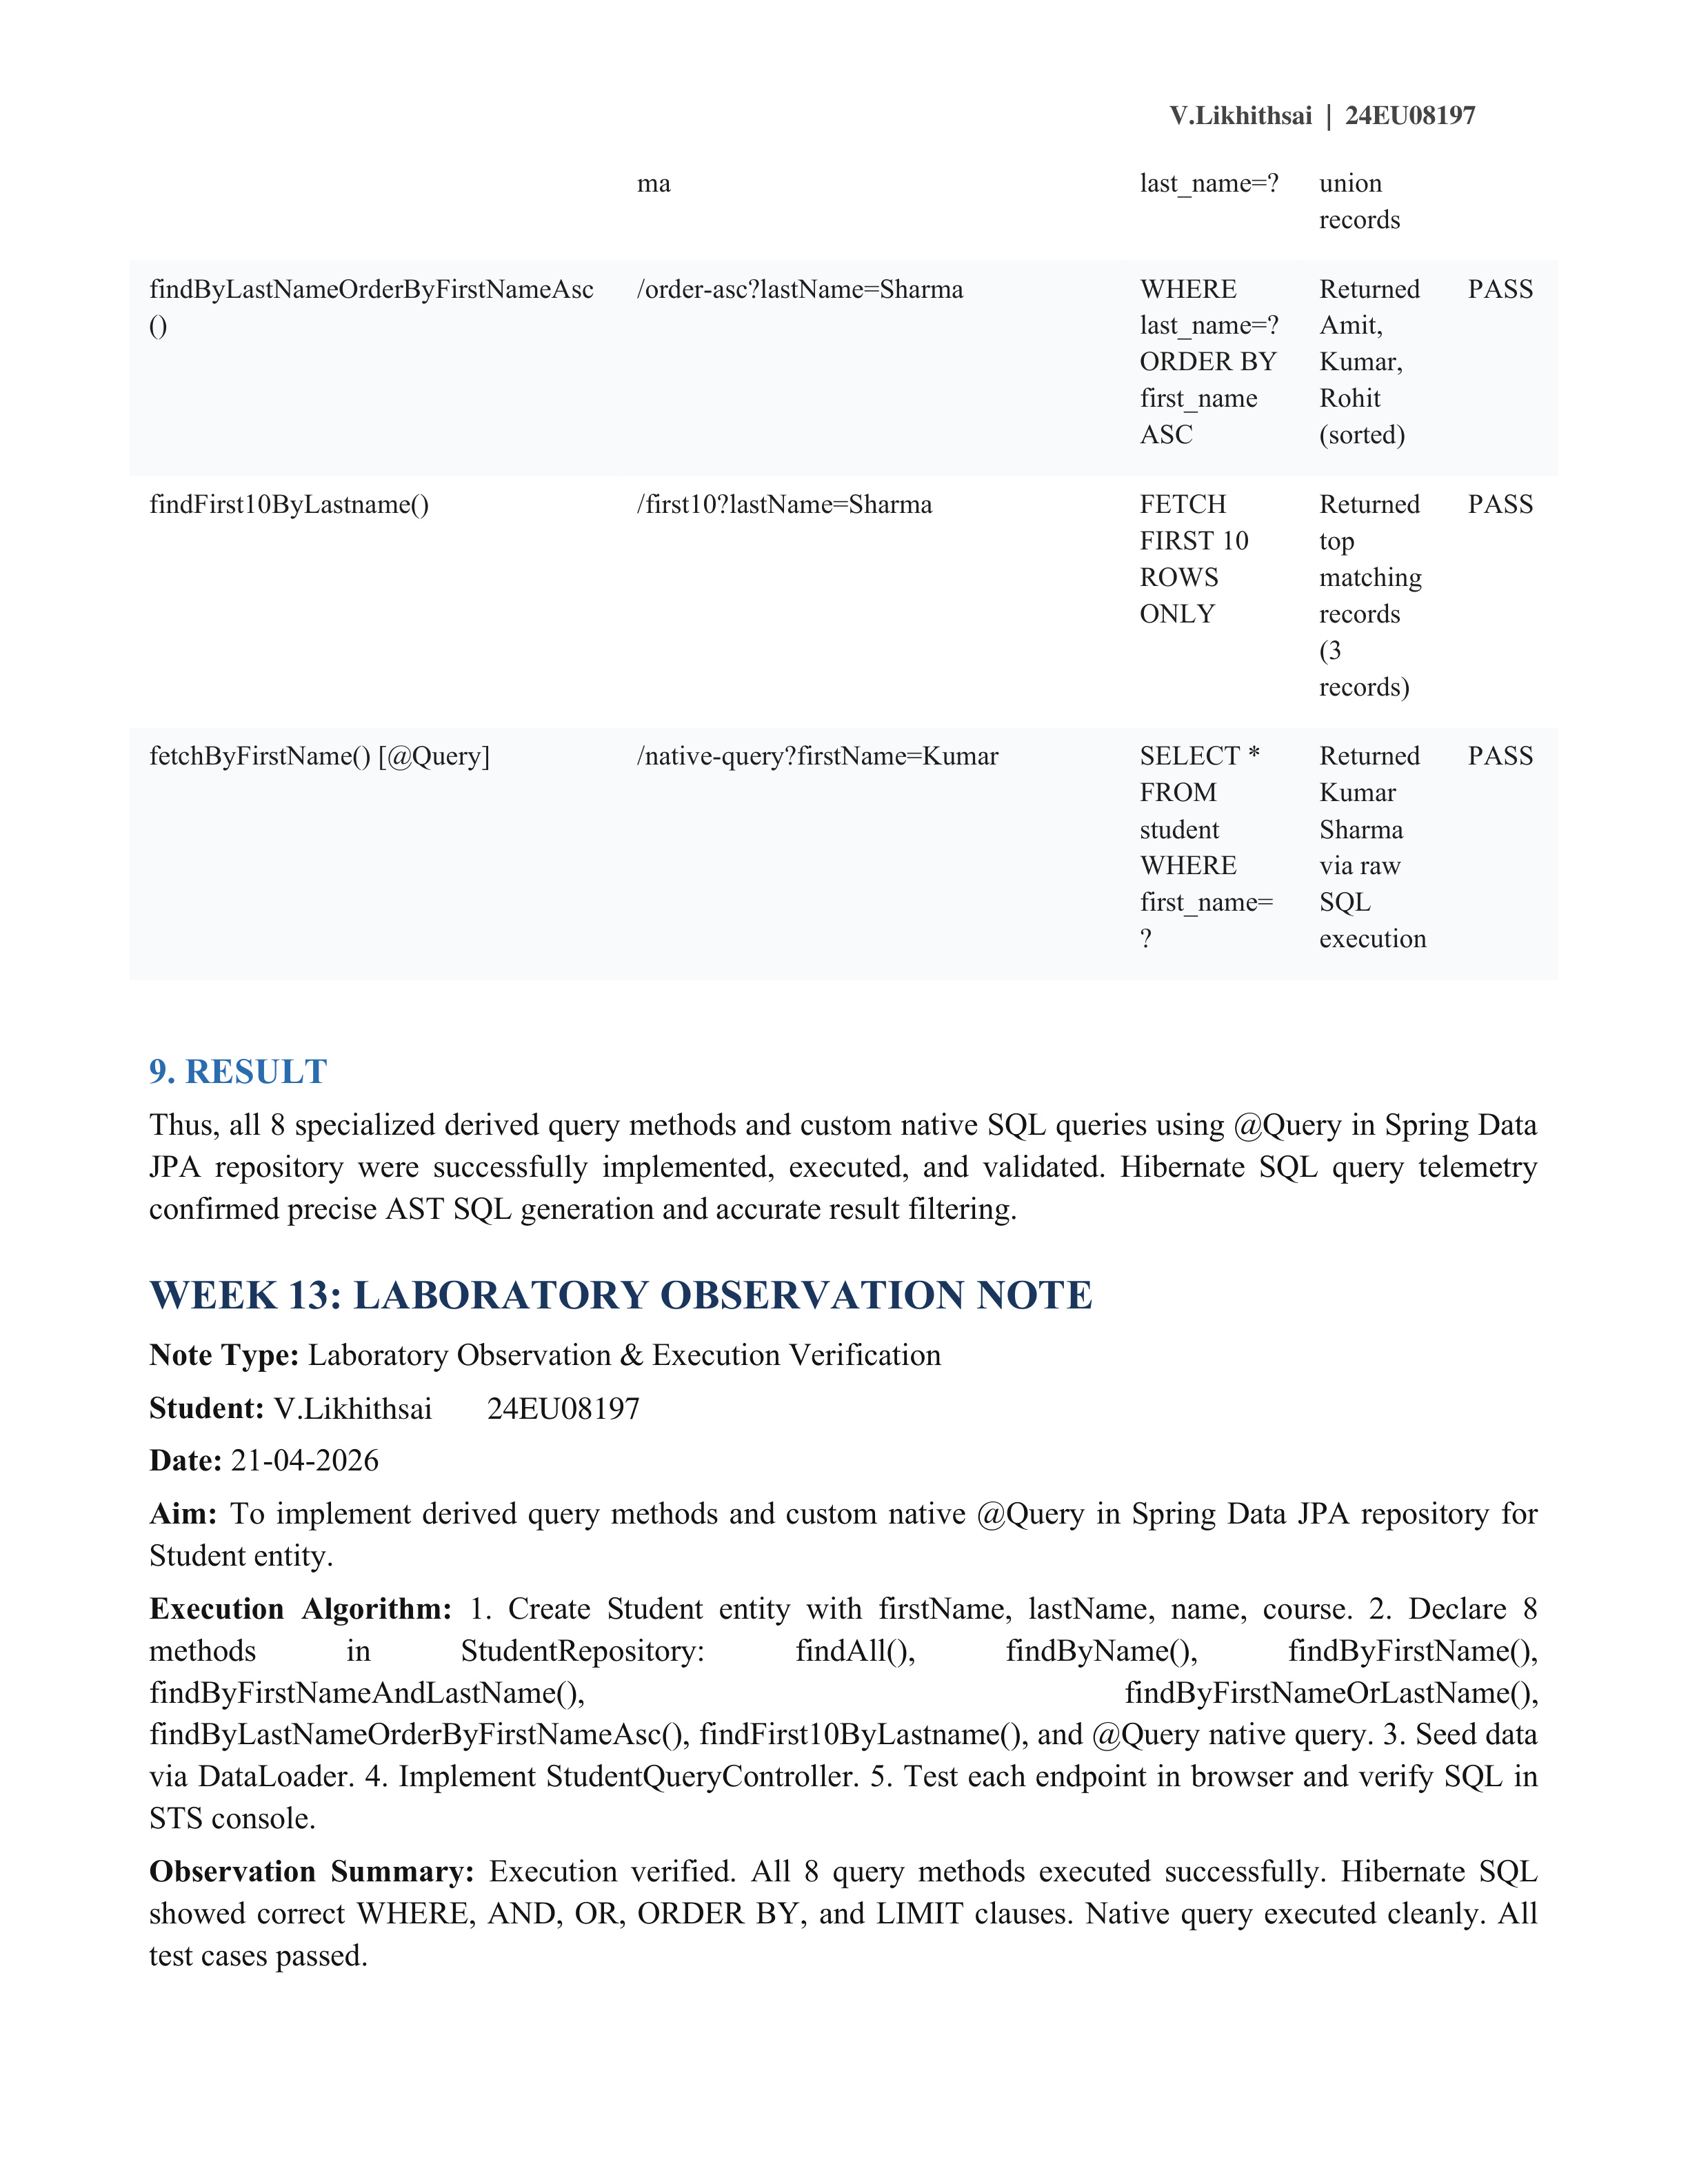 V.Likhithsai | 24EU08197
ma last_name=? union
records
findByLastNameOrderByFirstNameAsc /order-asc?lastName=Sharma WHERE Returned PASS
() last_name=? Amit,
ORDER BY Kumar,
first_name Rohit
ASC (sorted)
findFirst10ByLastname() /first10?lastName=Sharma FETCH Returned PASS
FIRST 10 top
ROWS matching
ONLY records
(3
records)
fetchByFirstName() [@Query] /native-query?firstName=Kumar SELECT * Returned PASS
FROM Kumar
student Sharma
WHERE via raw
first_name= SQL
? execution
9. RESULT
Thus, all 8 specialized derived query methods and custom native SQL queries using @Query in Spring Data
JPA repository were successfully implemented, executed, and validated. Hibernate SQL query telemetry
confirmed precise AST SQL generation and accurate result filtering.
WEEK 13: LABORATORY OBSERVATION NOTE
Note Type: Laboratory Observation & Execution Verification
Student: V.Likhithsai 24EU08197
Date: 21-04-2026
Aim: To implement derived query methods and custom native @Query in Spring Data JPA repository for
Student entity.
Execution Algorithm: 1. Create Student entity with firstName, lastName, name, course. 2. Declare 8
methods in StudentRepository: findAll(), findByName(), findByFirstName(),
findByFirstNameAndLastName(), findByFirstNameOrLastName(),
findByLastNameOrderByFirstNameAsc(), findFirst10ByLastname(), and @Query native query. 3. Seed data
via DataLoader. 4. Implement StudentQueryController. 5. Test each endpoint in browser and verify SQL in
STS console.
Observation Summary: Execution verified. All 8 query methods executed successfully. Hibernate SQL
showed correct WHERE, AND, OR, ORDER BY, and LIMIT clauses. Native query executed cleanly. All
test cases passed.